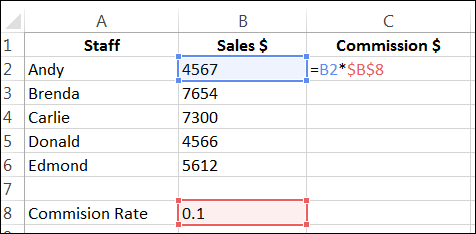 A B C
1 Staff Sales $ Commission $
2 Andy 4567 =B2*$B$8
3 Brenda 7654
4 Carlie 7300
5 Donald 4566
6 Edmond 5612
7
8 Commision Rate 0.1